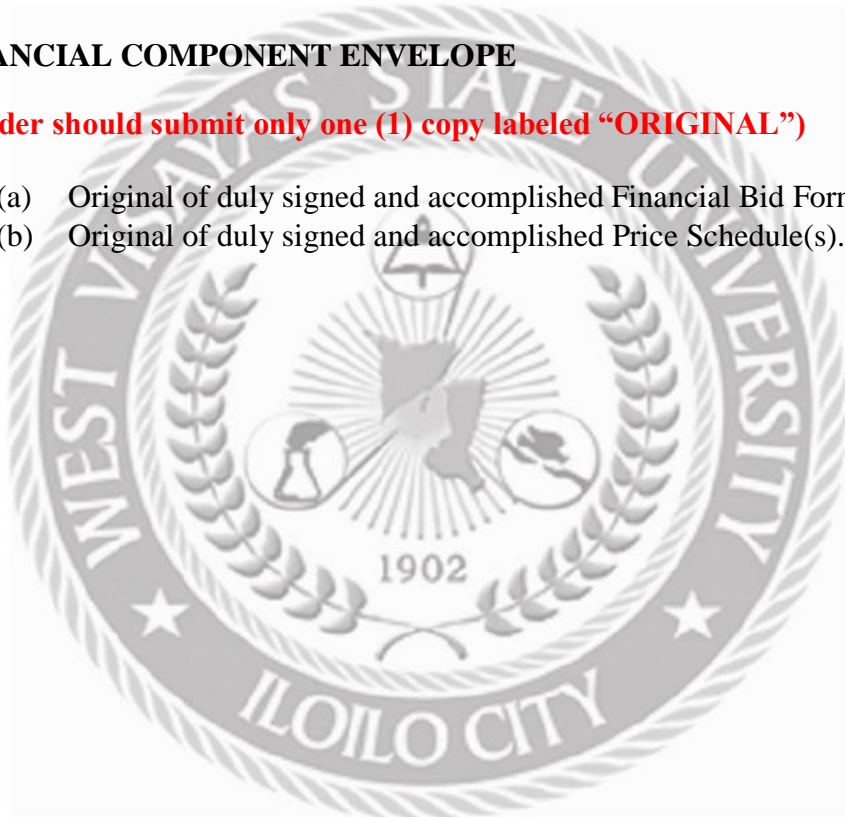 ANCIAL COMPONENT ENVELOPE
der should submit only one (1) copy labeled “ORIGINAL”)
(a) Original of duly signed and accomplished Financial Bid For
(b) Original of duly signed and accomplished Price Schedule(s).
WEST VISAYAS STATE UNIVERSITY
1902
ILOILO CITY